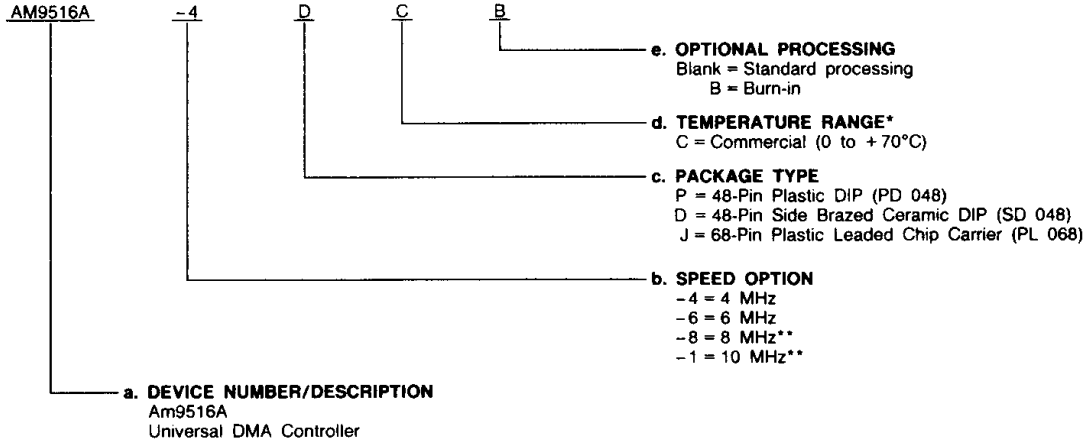 AM9516A -4 D C B
e. OPTIONAL PROCESSING
Blank = Standard processing
B = Burn-in
d. TEMPERATURE RANGE*
C = Commercial (0 to +70°C)
c. PACKAGE TYPE
P = 48-Pin Plastic DIP (PD 048)
D = 48-Pin Side Brazed Ceramic DIP (SD 048)
J = 68-Pin Plastic Leaded Chip Carrier (PL 068)
b. SPEED OPTION
-4 = 4 MHz
-6 = 6 MHz
-8 = 8 MHz**
-1 = 10 MHz**
a. DEVICE NUMBER/DESCRIPTION
Am9516A
Universal DMA Controller